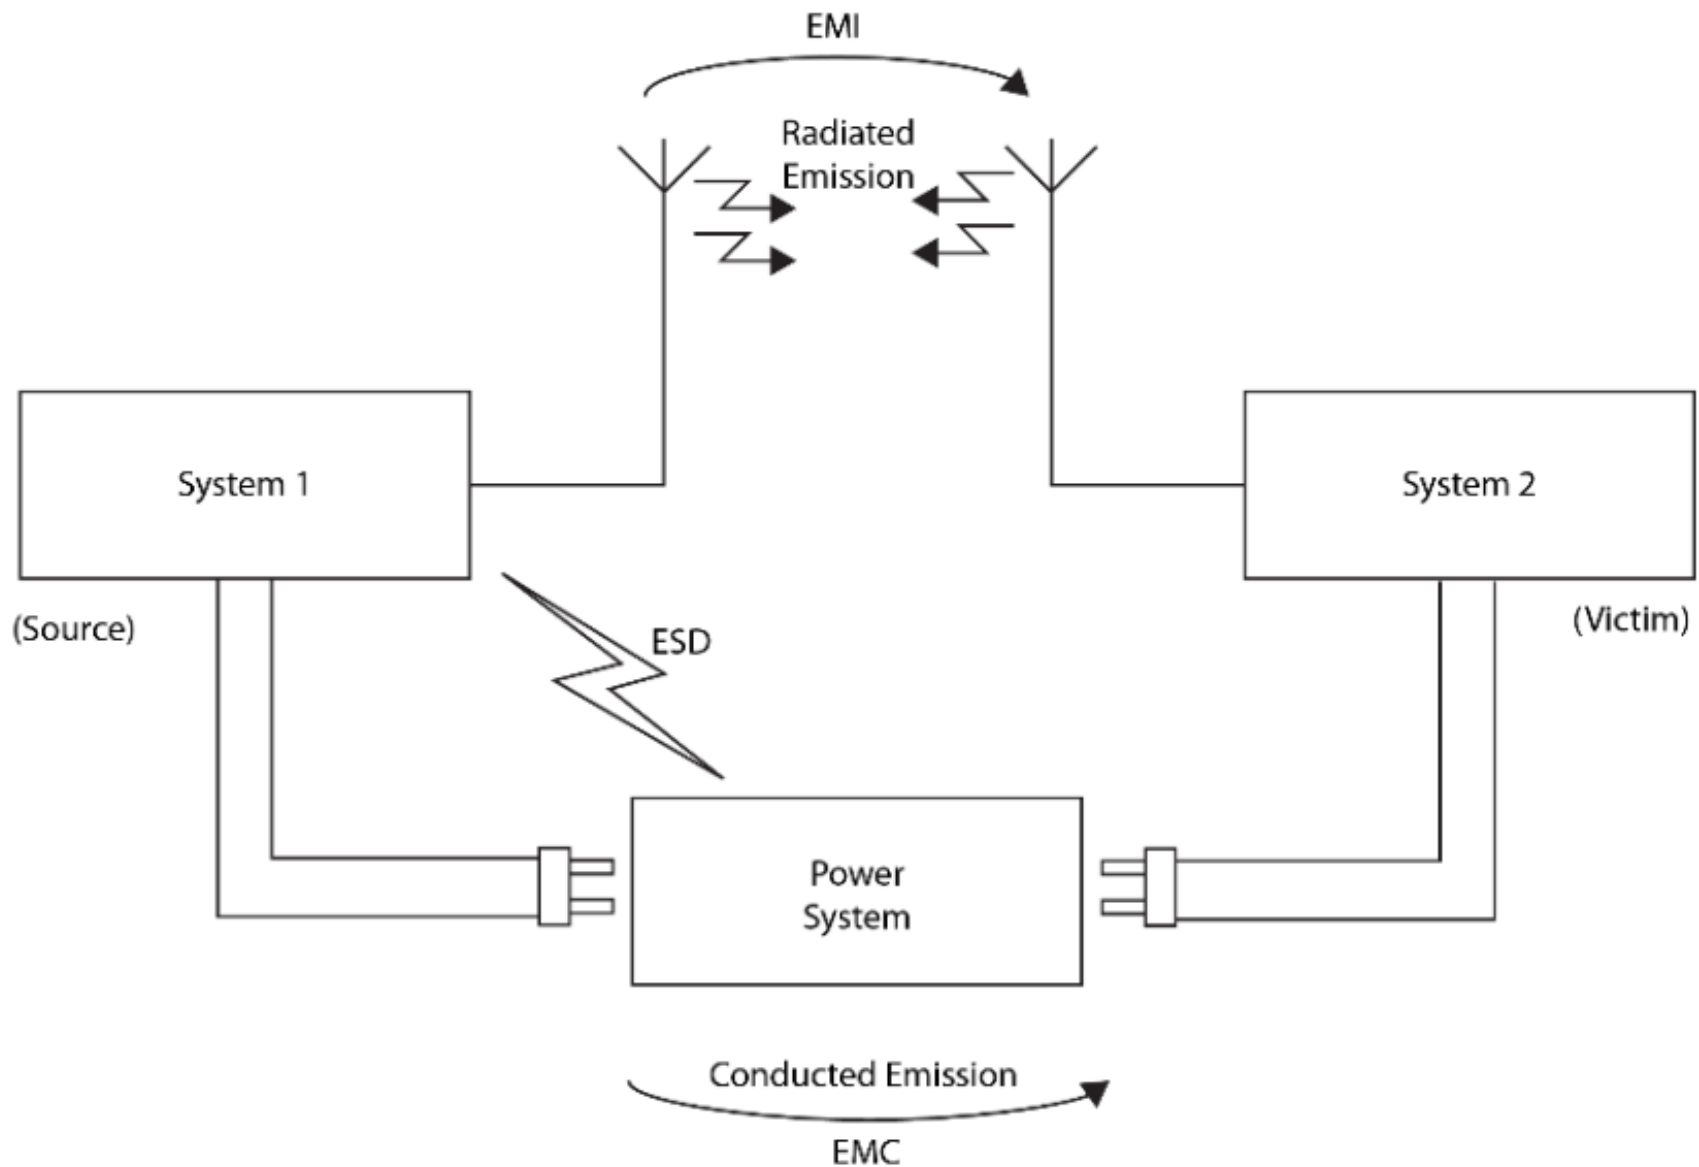 EMI
Radiated
Emission
System 1
System 2
(Source)
(Victim)
ESD
Power
System
Conducted Emission
EMC